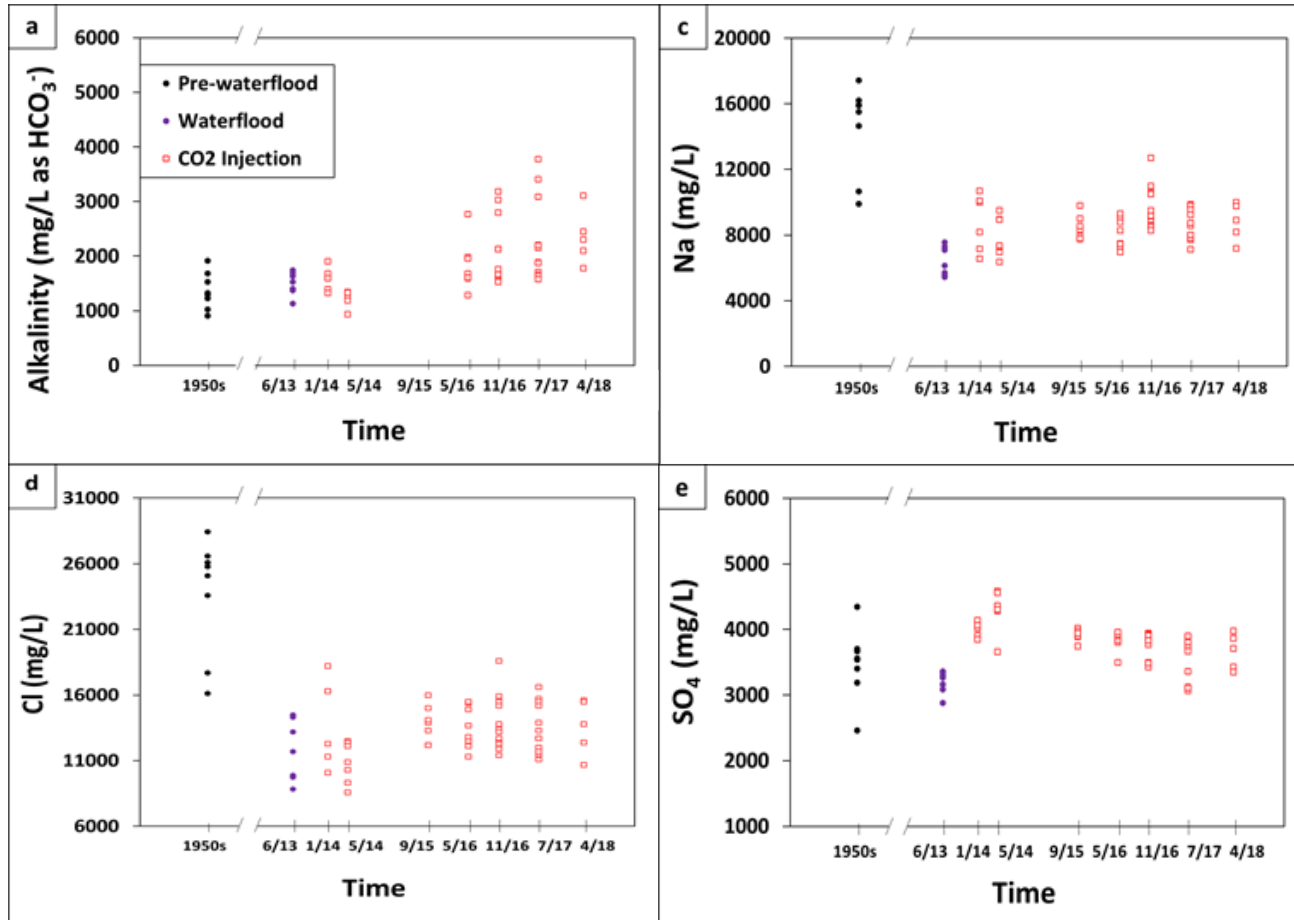 a
Alkalinity (mg/L as HCO₃⁻)
6000
5000
4000
3000
2000
1000
0
Pre-waterflood
Waterflood
CO2 Injection
1950s 6/13 1/14 5/14 9/15 5/16 11/16 7/17 4/18
Time
c
Na (mg/L)
20000
16000
12000
8000
4000
0
1950s 6/13 1/14 5/14 9/15 5/16 11/16 7/17 4/18
Time
d
Cl (mg/L)
31000
26000
21000
16000
11000
6000
1950s 6/13 1/14 5/14 9/15 5/16 11/16 7/17 4/18
Time
e
SO₄ (mg/L)
6000
5000
4000
3000
2000
1000
1950s 6/13 1/14 5/14 9/15 5/16 11/16 7/17 4/18
Time